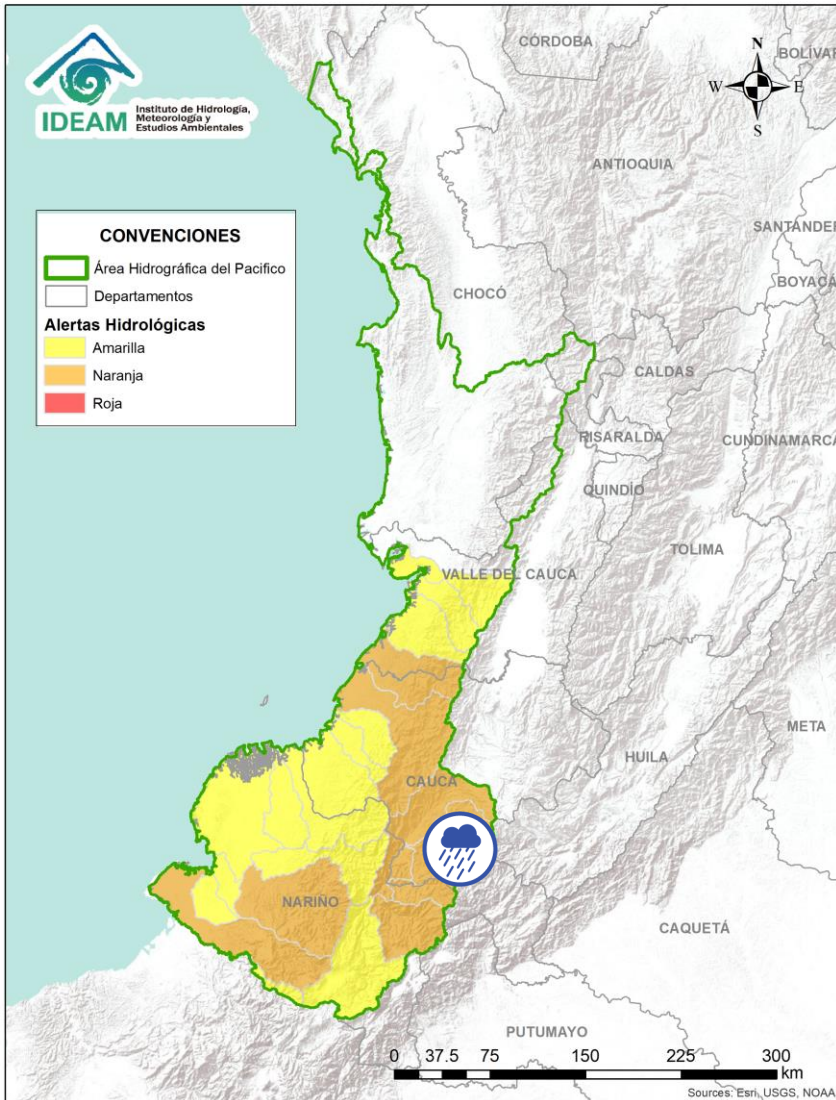 IDEAM
Instituto de Hidrología,
Meteorología y
Estudios Ambientales
CÓRDOBA
BOLÍVAR
N
W
E
S
ANTIOQUIA
SANTANDER
BOYACÁ
CONVENCIONES
Área Hidrográfica del Pacifico
Departamentos
Alertas Hidrológicas
Amarilla
Naranja
Roja
CHOCÓ
CALDAS
RISARALDA
CUNDINAMARCA
QUINDÍO
TOLIMA
VALLE DEL CAUCA
META
HUILA
CAUCA
NARIÑO
CAQUETÁ
PUTUMAYO
0 37.5 75 150 225 300
km
Sources: Esri, USGS, NOAA